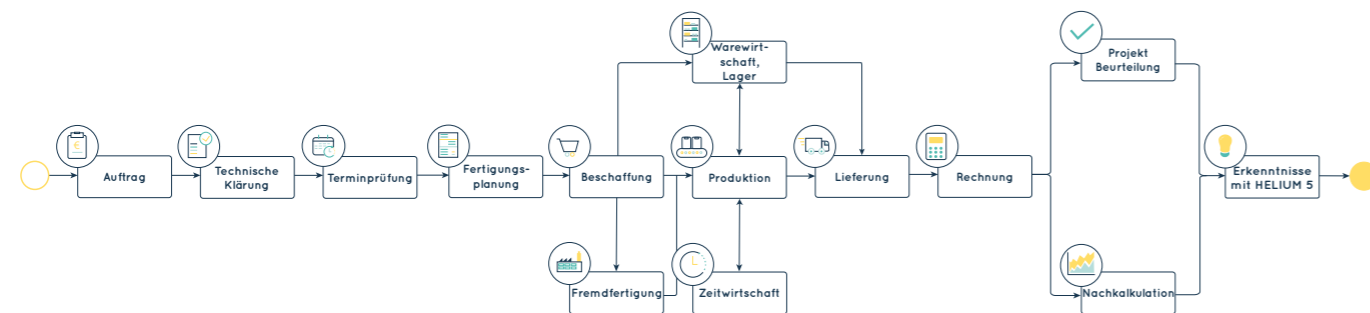 Warewirt-
schaft,
Lager
Projekt
Beurteilung
€
Auftrag
Technische
Klärung
Terminprüfung
Fertigungs-
planung
Beschaffung
Produktion
Lieferung
Rechnung
Erkenntnisse
mit HELIUM 5
Fremdfertigung
Zeitwirtschaft
Nachkalkulation